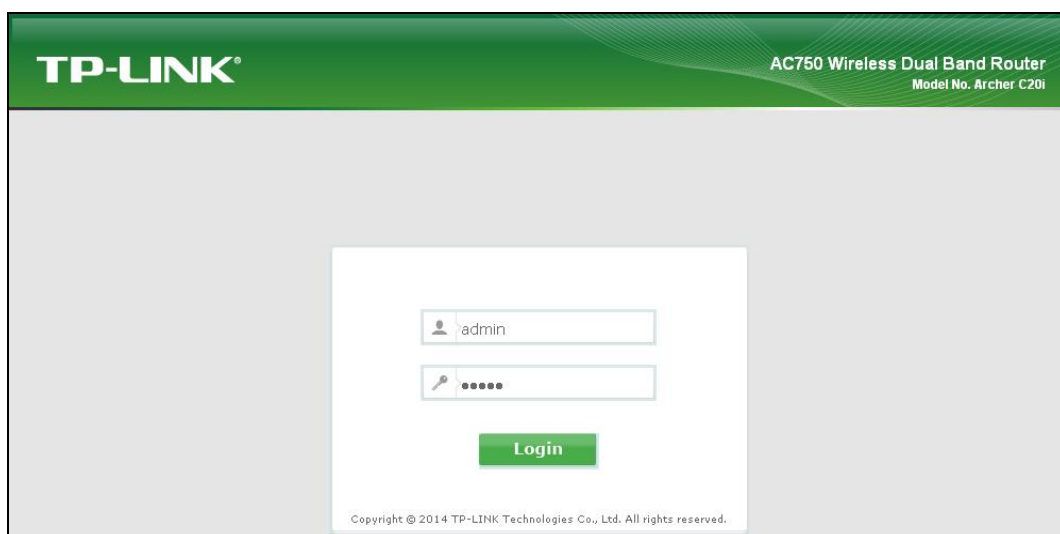 TP-LINK®
AC750 Wireless Dual Band Router
Model No. Archer C20i
admin
•••••
Login
Copyright © 2014 TP-LINK Technologies Co., Ltd. All rights reserved.